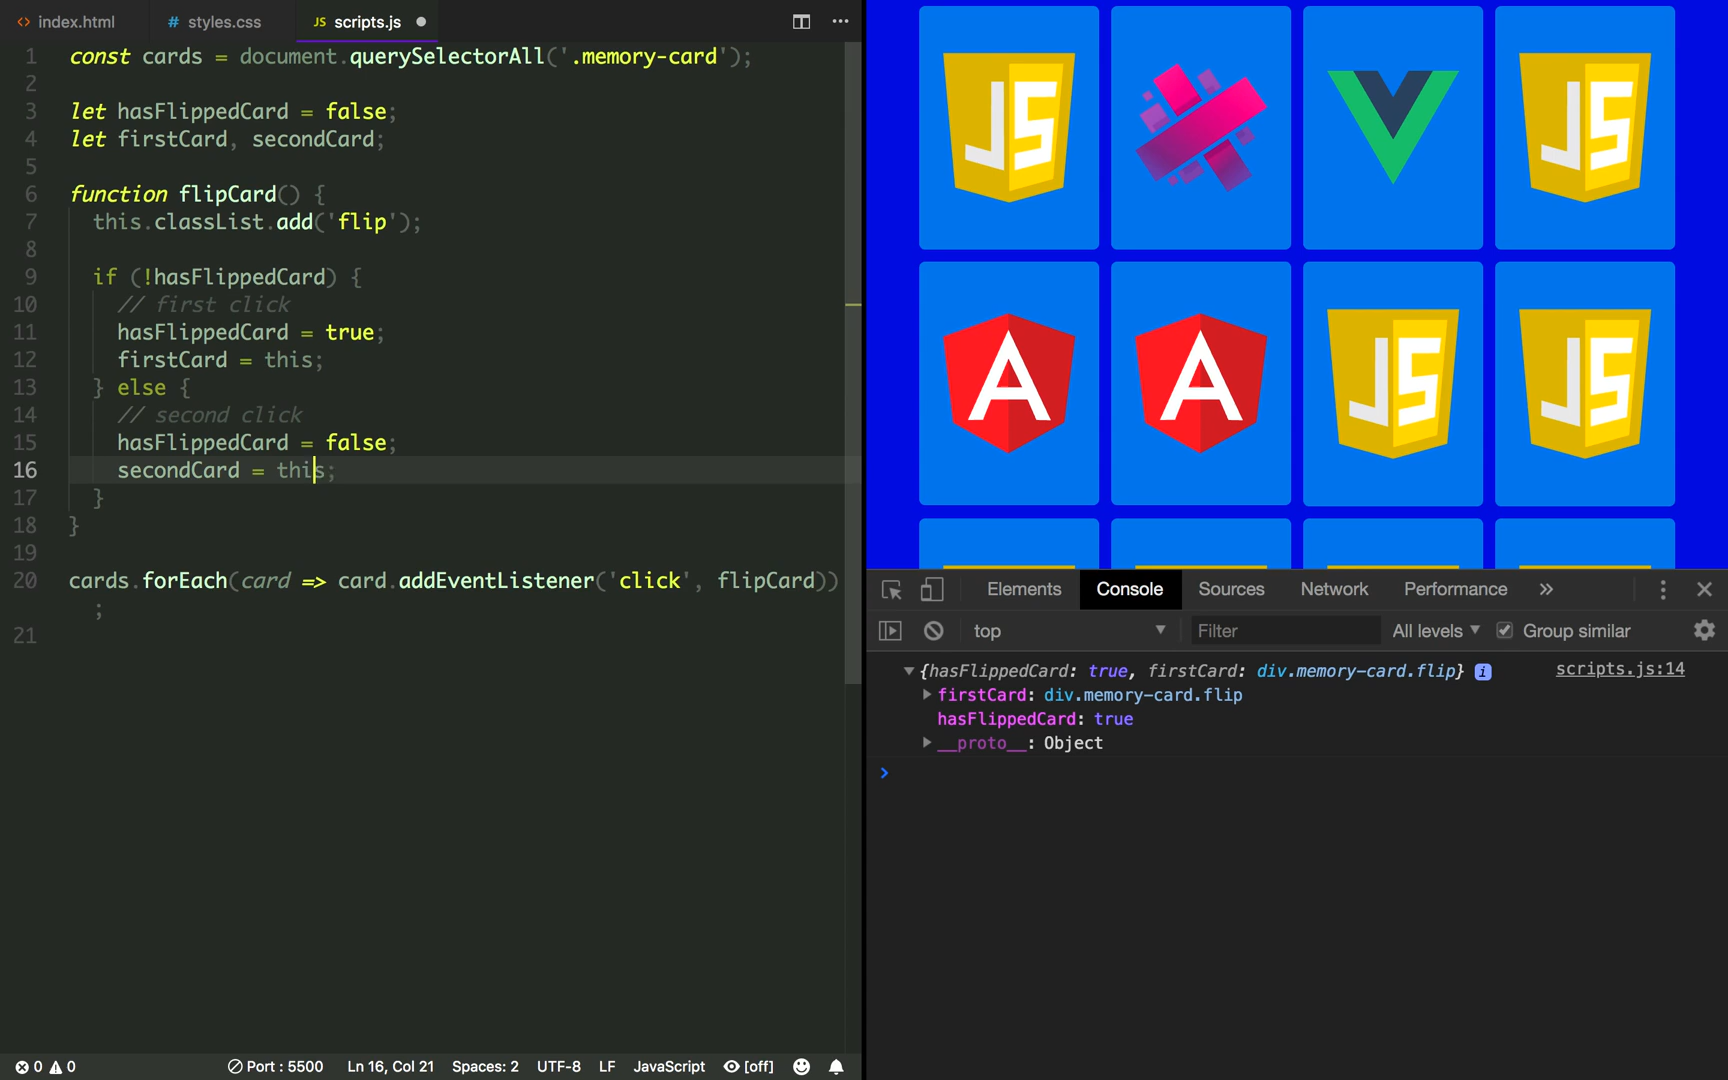 index.html
styles.css
scripts.js
1 const cards = document.querySelectorAll('.memory-card');
2
3 let hasFlippedCard = false;
4 let firstCard, secondCard;
5
6 function flipCard() {
7 this.classList.add('flip');
8
9 if (!hasFlippedCard) {
10 // first click
11 hasFlippedCard = true;
12 firstCard = this;
13 } else {
14 // second click
15 hasFlippedCard = false;
16 secondCard = this;
17 }
18 }
19
20 cards.forEach(card => card.addEventListener('click', flipCard))
;
21
0 0
Port : 5500
Ln 16, Col 21
Spaces: 2
UTF-8
LF
JavaScript
[off]
JS
JS
A
A
JS
JS
Elements
Console
Sources
Network
Performance
top
Filter
All levels
Group similar
{hasFlippedCard: true, firstCard: div.memory-card.flip} i
scripts.js:14
firstCard: div.memory-card.flip
hasFlippedCard: true
__proto__: Object